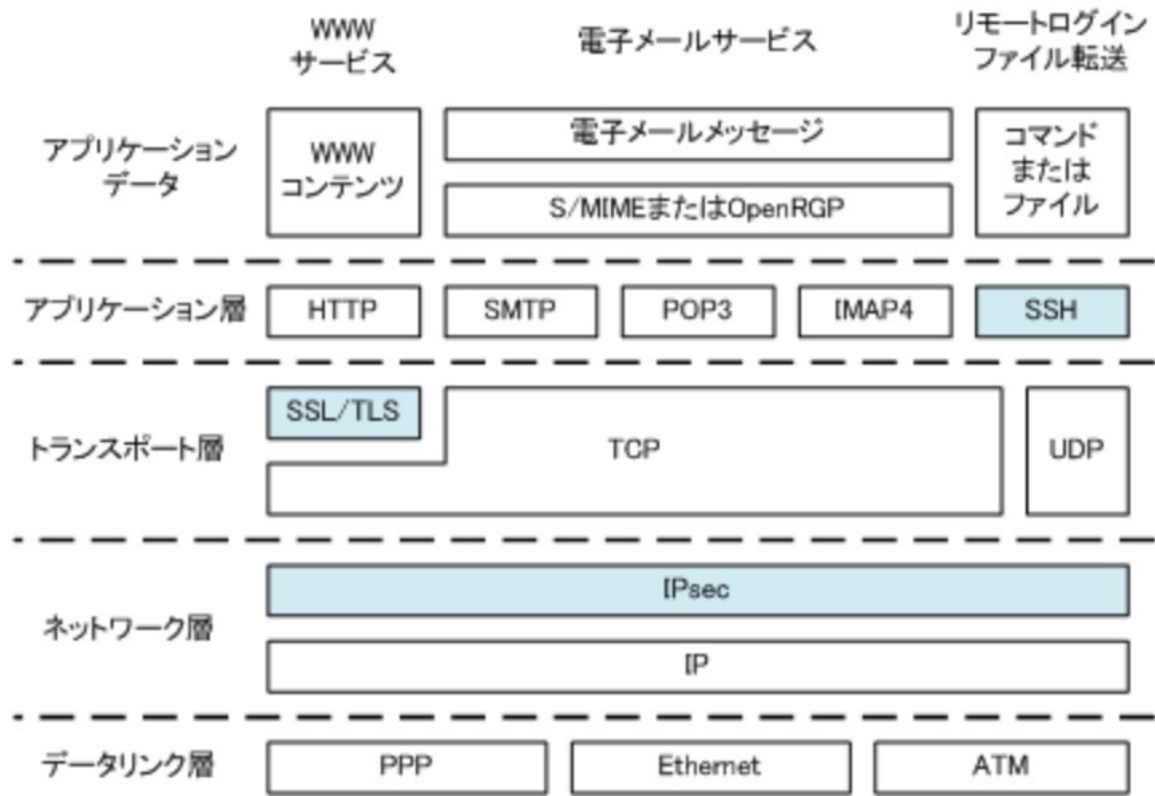 WWW
サービス
電子メールサービス
リモートログイン
ファイル転送
アプリケーション
データ
WWW
コンテンツ
電子メールメッセージ
S/MIMEまたはOpenRGP
コマンド
または
ファイル
アプリケーション層
HTTP
SMTP
POP3
IMAP4
SSH
トランスポート層
SSL/TLS
TCP
UDP
ネットワーク層
IPsec
IP
データリンク層
PPP
Ethernet
ATM